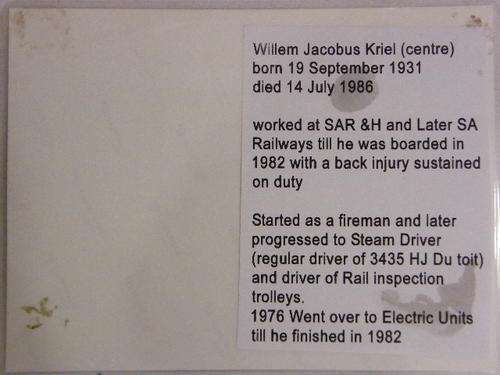 Willem Jacobus Kriel (centre)
born 19 September 1931
died 14 July 1986
worked at SAR &H and Later SA
Railways till he was boarded in
1982 with a back injury sustained
on duty
Started as a fireman and later
progressed to Steam Driver
(regular driver of 3435 HJ Du toit)
and driver of Rail inspection
trolleys.
1976 Went over to Electric Units
till he finished in 1982